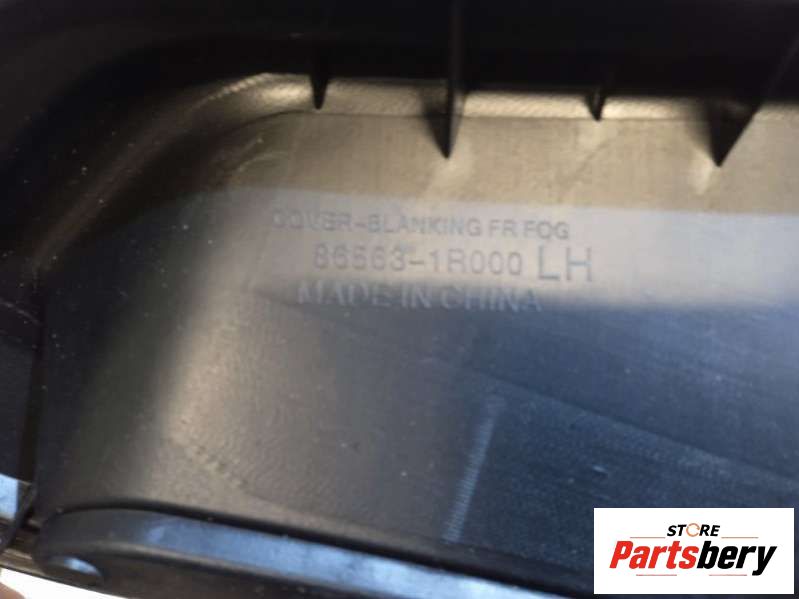 COVER-BLANKING FR FOG
86563-1R000 LH
MADE IN CHINA
STORE
Partsbery